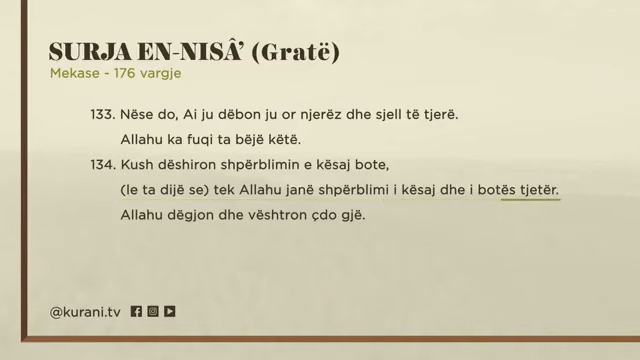 SURJA EN-NISÂ’ (Gratë)
Mekase - 176 vargje
133. Nëse do, Ai ju dëbon ju or njerëz dhe sjell të tjerë.
Allahu ka fuqi ta bëjë këtë.
134. Kush dëshiron shpërblimin e kësaj bote,
(le ta dijë se) tek Allahu janë shpërblimi i kësaj dhe i botës tjetër.
Allahu dëgjon dhe vështron çdo gjë.
@kurani.tv